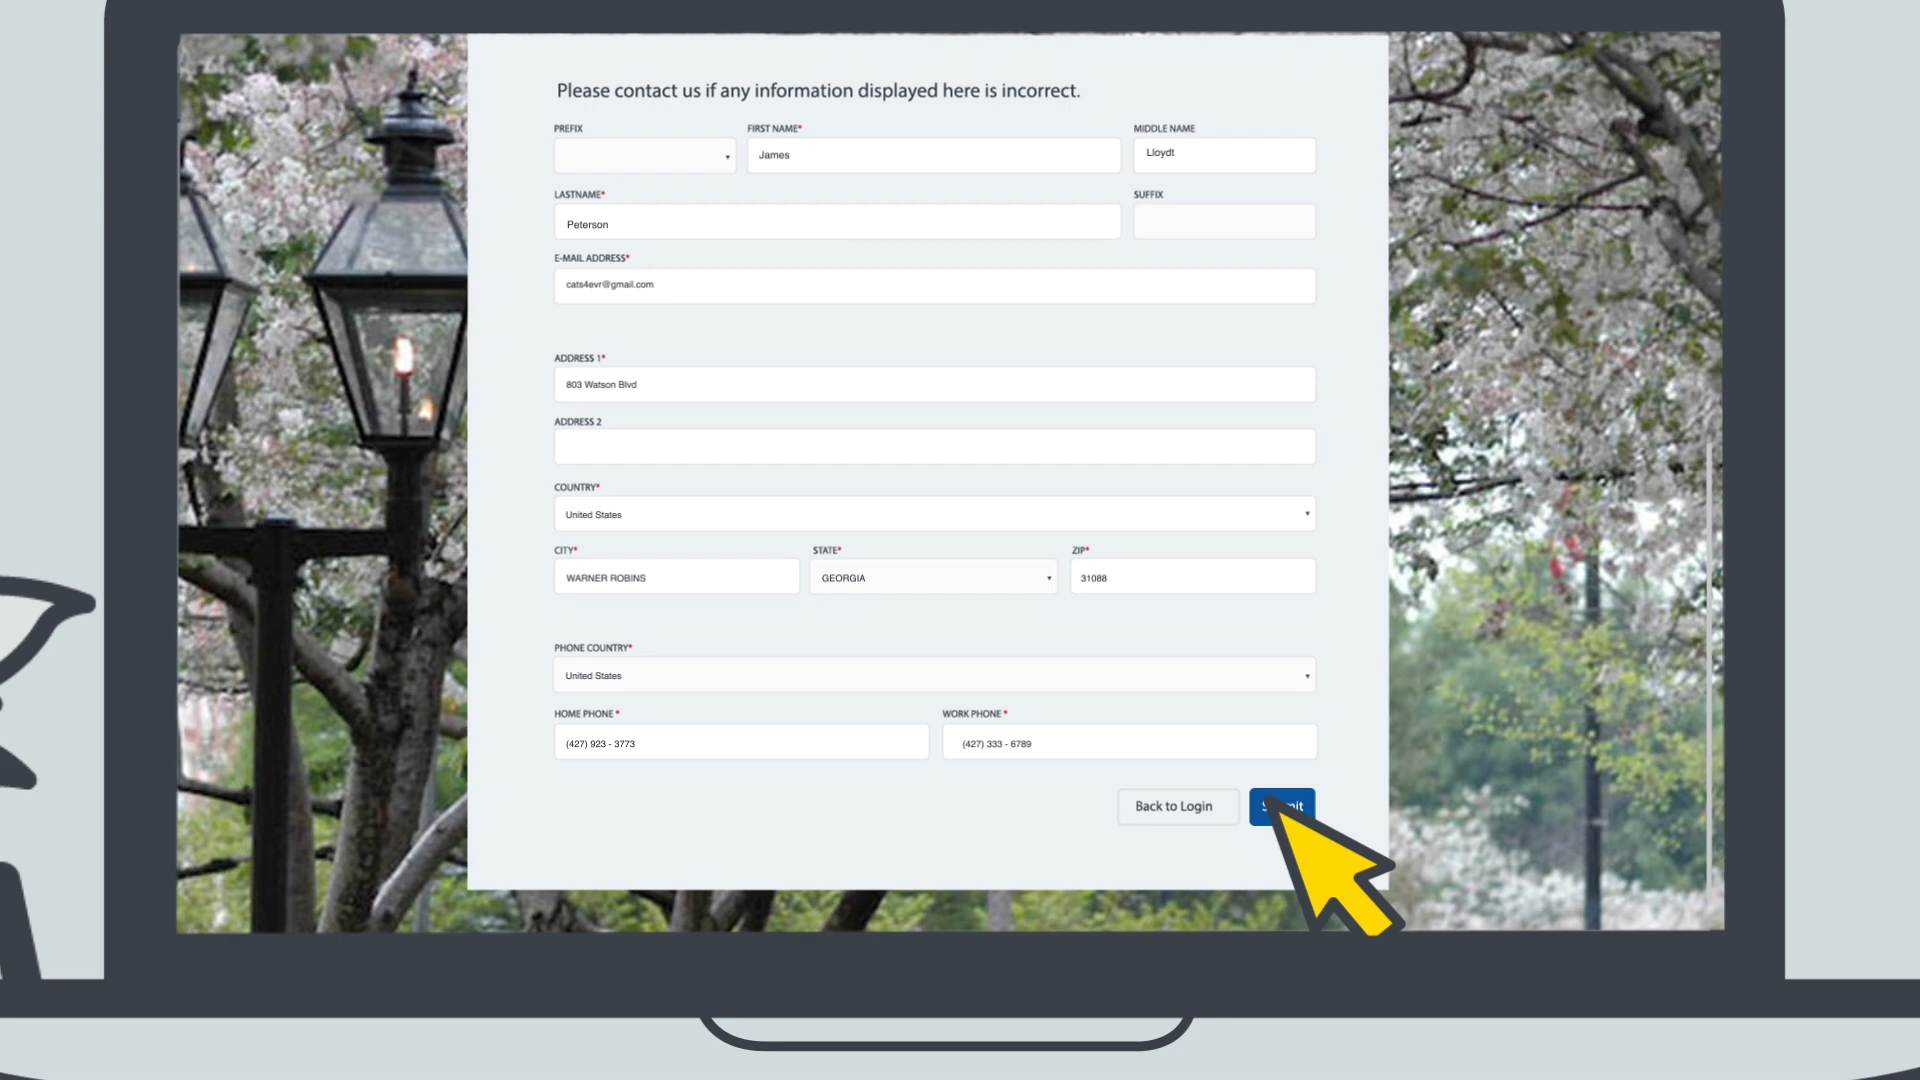 Please contact us if any information displayed here is incorrect.
PREFIX FIRST NAME* MIDDLE NAME
James Lloydt
LASTNAME* SUFFIX
Peterson
E-MAIL ADDRESS*
cats4evr@gmail.com
ADDRESS 1*
803 Watson Blvd
ADDRESS 2
COUNTRY*
United States
CITY* STATE* ZIP*
WARNER ROBINS GEORGIA 31088
PHONE COUNTRY*
United States
HOME PHONE * WORK PHONE *
(427) 923 - 3773 (427) 333 - 6789
Back to Login